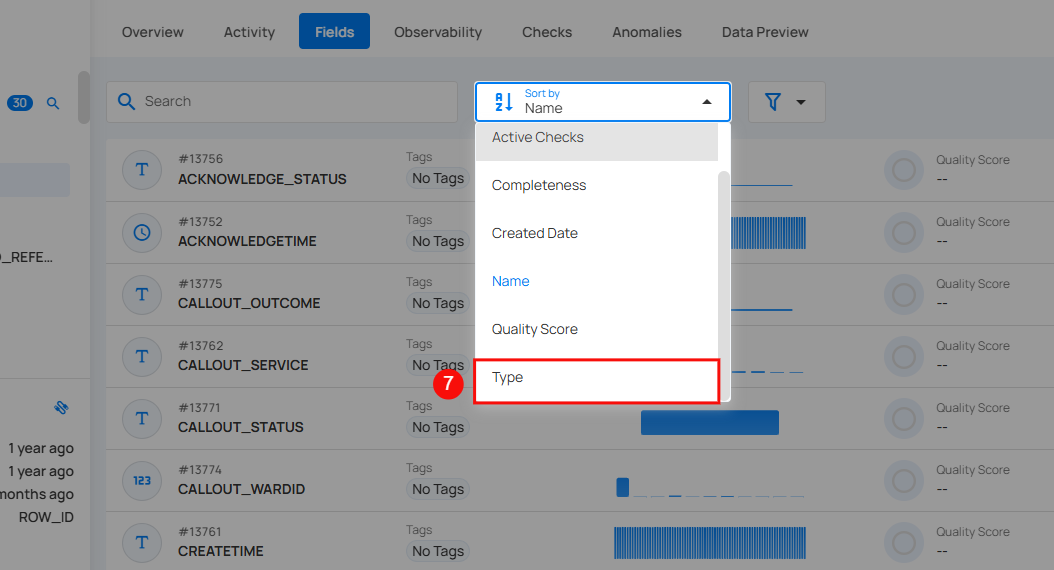 Overview
Activity
Fields
Observability
Checks
Anomalies
Data Preview
30
Search
Sort by
Name
Active Checks
Completeness
Created Date
Name
Quality Score
Type
7
#13756
ACKNOWLEDGE_STATUS
Tags
No Tags
Quality Score
--
#13752
ACKNOWLEDGETIME
Tags
No Tags
Quality Score
--
#13775
CALLOUT_OUTCOME
Tags
No Tags
Quality Score
--
#13762
CALLOUT_SERVICE
Tags
No Tags
Quality Score
--
#13771
CALLOUT_STATUS
Tags
No Tags
Quality Score
--
123
#13774
CALLOUT_WARDID
Tags
No Tags
Quality Score
--
#13761
CREATETIME
Tags
No Tags
Quality Score
--
_REFE...
1 year ago
1 year ago
months ago
ROW_ID